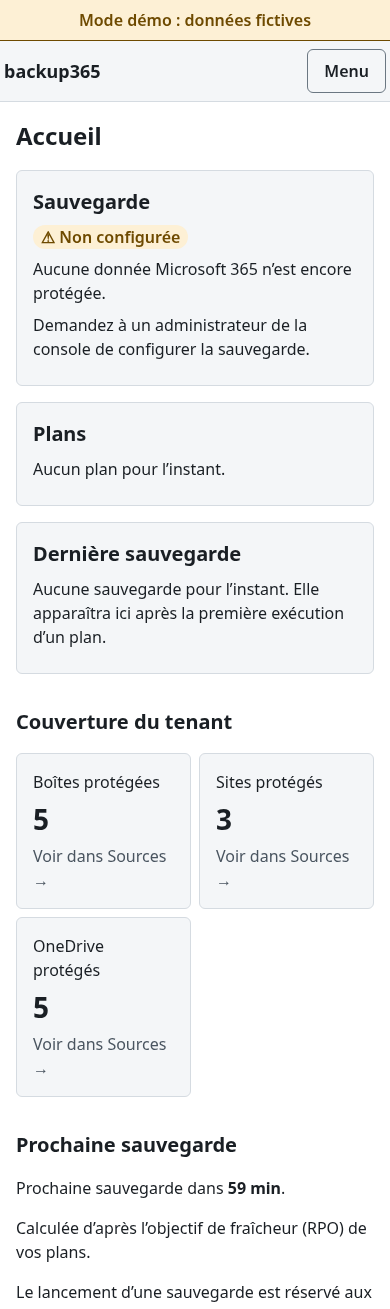 Mode démo : données fictives
backup365
Menu
Accueil
Sauvegarde
⚠ Non configurée
Aucune donnée Microsoft 365 n’est encore
protégée.
Demandez à un administrateur de la
console de configurer la sauvegarde.
Plans
Aucun plan pour l’instant.
Dernière sauvegarde
Aucune sauvegarde pour l’instant. Elle
apparaîtra ici après la première exécution
d’un plan.
Couverture du tenant
Boîtes protégées
5
Voir dans Sources
→
Sites protégés
3
Voir dans Sources
→
OneDrive
protégés
5
Voir dans Sources
→
Prochaine sauvegarde
Prochaine sauvegarde dans 59 min.
Calculée d’après l’objectif de fraîcheur (RPO) de
vos plans.
Le lancement d’une sauvegarde est réservé aux